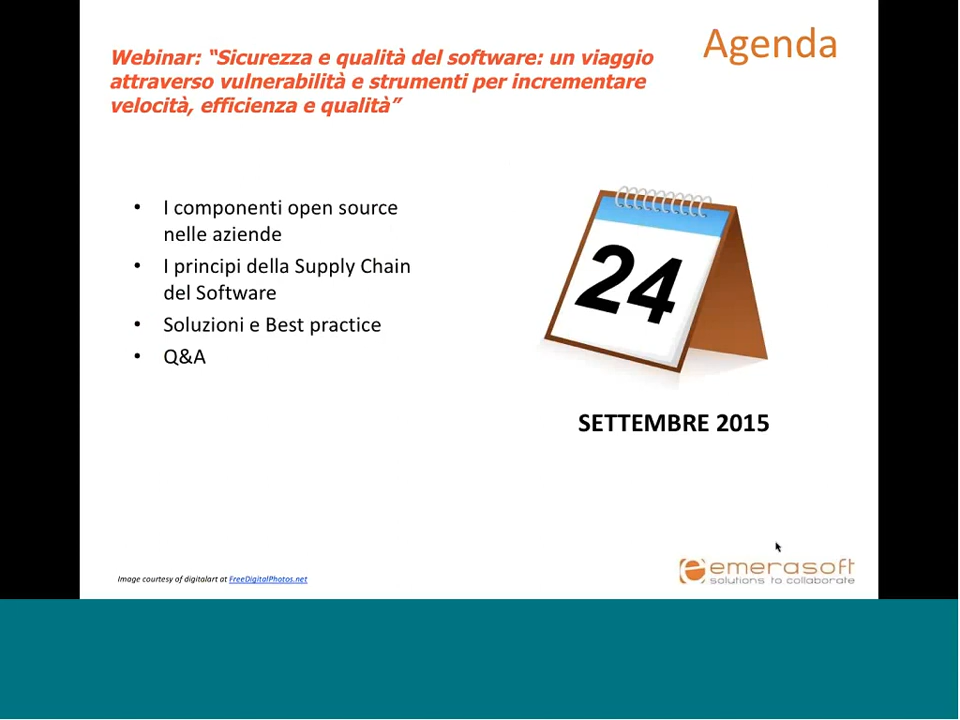 Agenda
Webinar: “Sicurezza e qualità del software: un viaggio
attraverso vulnerabilità e strumenti per incrementare
velocità, efficienza e qualità”
• I componenti open source
nelle aziende
• I principi della Supply Chain
del Software
• Soluzioni e Best practice
• Q&A
24
SETTEMBRE 2015
Image courtesy of digitalart at FreeDigitalPhotos.net
emerasoft
solutions to collaborate